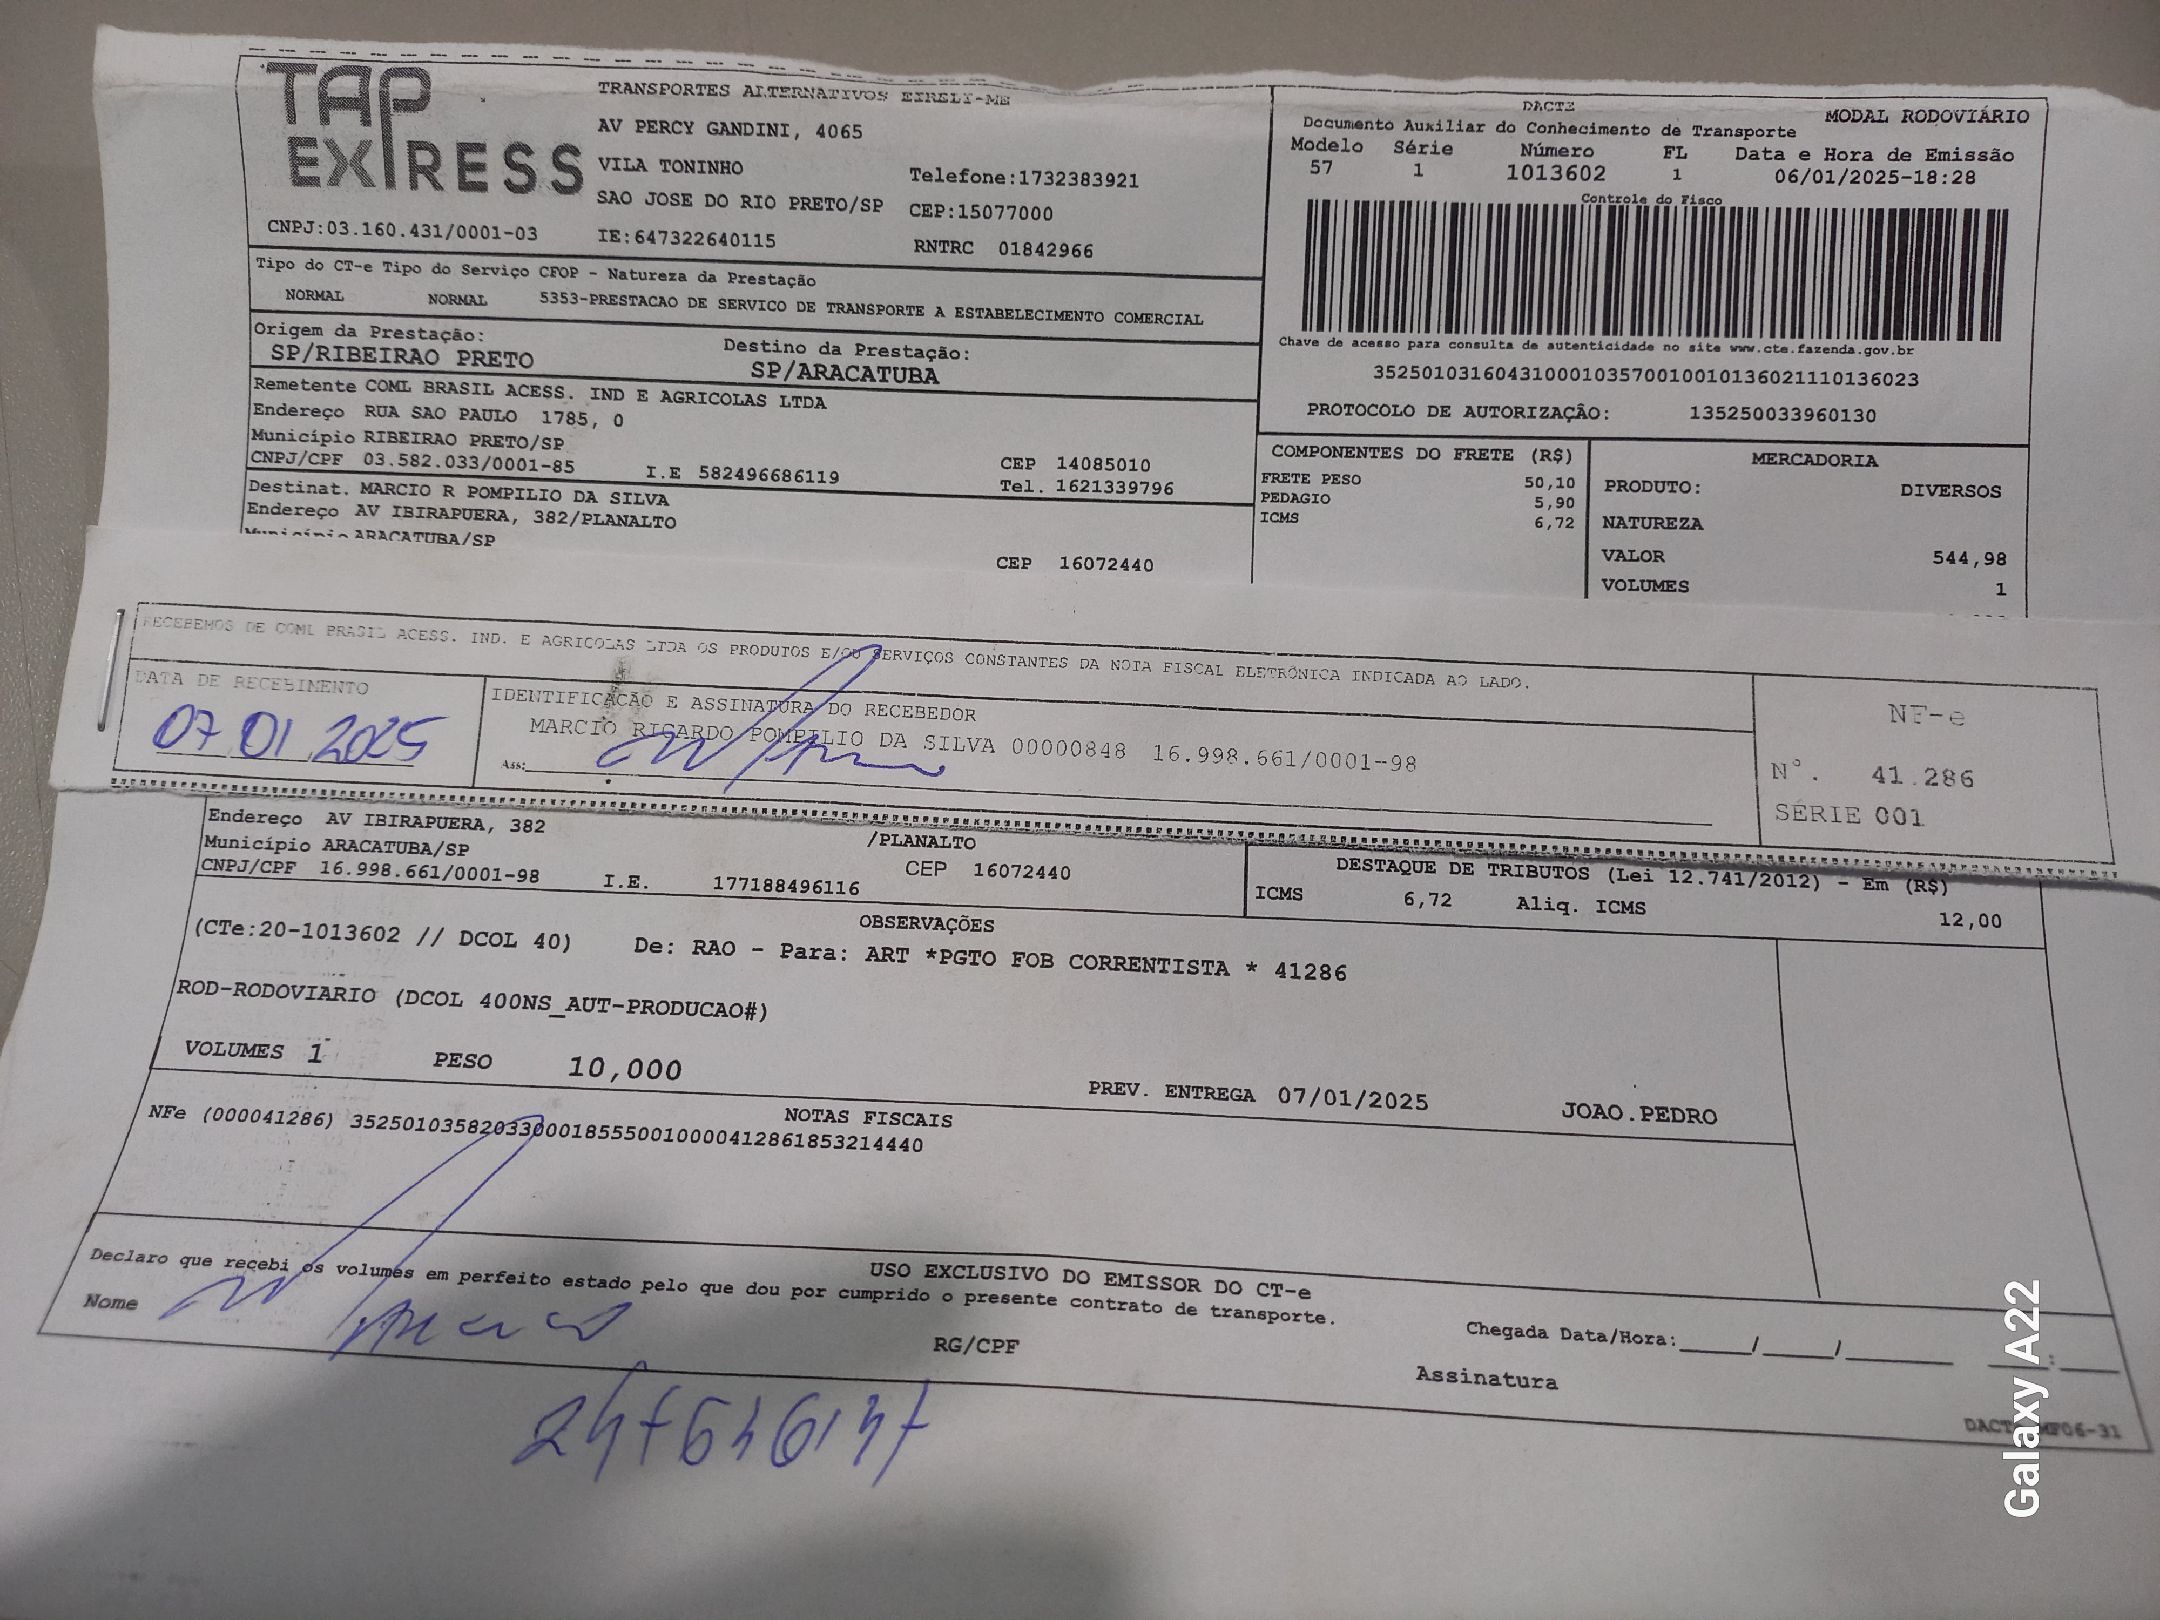 TAP EXPRESS
TRANSPORTES ALTERNATIVOS EIRELI-ME
AV PERCY GANDINI, 4065
VILA TONINHO
Telefone:1732383921
SAO JOSE DO RIO PRETO/SP CEP:15077000
CNPJ:03.160.431/0001-03 IE:647322640115 RNTRC 01842966
Tipo do CT-e Tipo do Serviço CFOP - Natureza da Prestação
NORMAL NORMAL 5353-PRESTACAO DE SERVICO DE TRANSPORTE A ESTABELECIMENTO COMERCIAL
Origem da Prestação: Destino da Prestação:
SP/RIBEIRAO PRETO SP/ARACATUBA
Remetente COML BRASIL ACESS. IND E AGRICOLAS LTDA
Endereço RUA SAO PAULO 1785, 0
Município RIBEIRAO PRETO/SP CEP 14085010
CNPJ/CPF 03.582.033/0001-85 I.E 582496686119 Tel. 1621339796
Destinat. MARCIO R POMPILIO DA SILVA
Endereço AV IBIRAPUERA, 382/PLANALTO
Município ARACATUBA/SP CEP 16072440
DACTE MODAL RODOVIÁRIO
Documento Auxiliar do Conhecimento de Transporte
Modelo Série Número FL Data e Hora de Emissão
57 1 1013602 1 06/01/2025-18:28
Controle do Fisco
Chave de acesso para consulta de autenticidade no site www.cte.fazenda.gov.br
35250103160431000103570010010136021110136023
PROTOCOLO DE AUTORIZAÇÂO: 135250033960130
COMPONENTES DO FRETE (R$)
FRETE PESO 50,10
PEDAGIO 5,90
ICMS 6,72
MERCADORIA
PRODUTO: DIVERSOS
NATUREZA
VALOR 544,98
VOLUMES 1
RECEBEMOS DE COML BRASIL ACESS. IND. E AGRICOLAS LTDA OS PRODUTOS E/OU SERVIÇOS CONSTANTES DA NOTA FISCAL ELETRÔNICA INDICADA AO LADO.
DATA DE RECEBIMENTO
07 01 2025
IDENTIFICAÇÃO E ASSINATURA DO RECEBEDOR
MARCIO RICARDO POMPILIO DA SILVA 00000848 16.998.661/0001-98
Ass:
NF-e
N°. 41.286
SÉRIE 001
Endereço AV IBIRAPUERA, 382 /PLANALTO
Município ARACATUBA/SP CEP 16072440
CNPJ/CPF 16.998.661/0001-98 I.E. 177188496116
DESTAQUE DE TRIBUTOS (Lei 12.741/2012) - Em (R$)
ICMS 6,72 Aliq. ICMS 12,00
OBSERVAÇÕES
(CTe:20-1013602 // DCOL 40) De: RAO - Para: ART *PGTO FOB CORRENTISTA * 41286
ROD-RODOVIARIO (DCOL 400NS_AUT-PRODUCAO#)
VOLUMES 1 PESO 10,000 PREV. ENTREGA 07/01/2025 JOAO.PEDRO
NOTAS FISCAIS
NFe (000041286) 35250103582033000185550010000412861853214440
USO EXCLUSIVO DO EMISSOR DO CT-e
Declaro que recebi os volumes em perfeito estado pelo que dou por cumprido o presente contrato de transporte.
Nome RG/CPF Chegada Data/Hora:____/____/______ ____:____
Assinatura
Galaxy A22